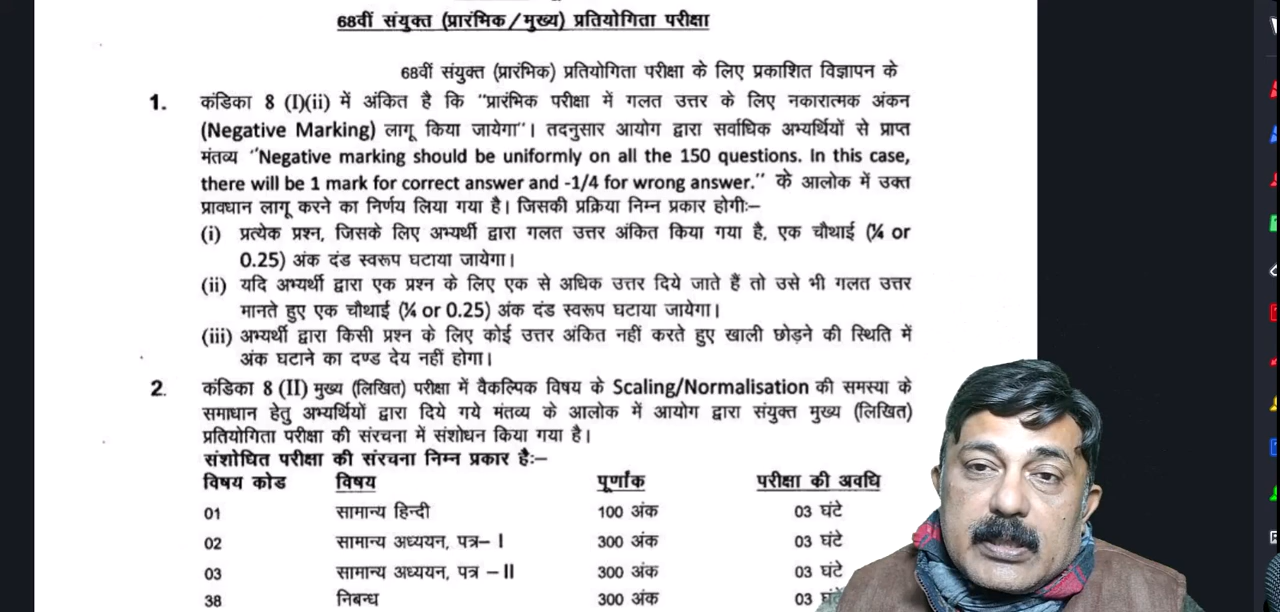 68वीं संयुक्त (प्रारंभिक/मुख्य) प्रतियोगिता परीक्षा
68वीं संयुक्त (प्रारंभिक) प्रतियोगिता परीक्षा के लिए प्रकाशित विज्ञापन के
1. कंडिका 8 (I)(ii) में अंकित है कि "प्रारंभिक परीक्षा में गलत उत्तर के लिए नकारात्मक अंकन
(Negative Marking) लागू किया जायेगा"। तदनुसार आयोग द्वारा सर्वाधिक अभ्यर्थियों से प्राप्त
मंतव्य "Negative marking should be uniformly on all the 150 questions. In this case,
there will be 1 mark for correct answer and -1/4 for wrong answer." के आलोक में उक्त
प्रावधान लागू करने का निर्णय लिया गया है। जिसकी प्रक्रिया निम्न प्रकार होगीः–
(i) प्रत्येक प्रश्न, जिसके लिए अभ्यर्थी द्वारा गलत उत्तर अंकित किया गया है, एक चौथाई (¼ or
0.25) अंक दंड स्वरूप घटाया जायेगा।
(ii) यदि अभ्यर्थी द्वारा एक प्रश्न के लिए एक से अधिक उत्तर दिये जाते हैं तो उसे भी गलत उत्तर
मानते हुए एक चौथाई (¼ or 0.25) अंक दंड स्वरूप घटाया जायेगा।
(iii) अभ्यर्थी द्वारा किसी प्रश्न के लिए कोई उत्तर अंकित नहीं करते हुए खाली छोड़ने की स्थिति में
अंक घटाने का दण्ड देय नहीं होगा।
2. कंडिका 8 (II) मुख्य (लिखित) परीक्षा में वैकल्पिक विषय के Scaling/Normalisation की समस्या के
समाधान हेतु अभ्यर्थियों द्वारा दिये गये मंतव्य के आलोक में आयोग द्वारा संयुक्त मुख्य (लिखित)
प्रतियोगिता परीक्षा की संरचना में संशोधन किया गया है।
संशोधित परीक्षा की संरचना निम्न प्रकार हैः–
विषय कोड विषय पूर्णांक परीक्षा की अवधि
01 सामान्य हिन्दी 100 अंक 03 घंटे
02 सामान्य अध्ययन, पत्र– I 300 अंक 03 घंटे
03 सामान्य अध्ययन, पत्र – II 300 अंक 03 घंटे
38 निबन्ध 300 अंक 03